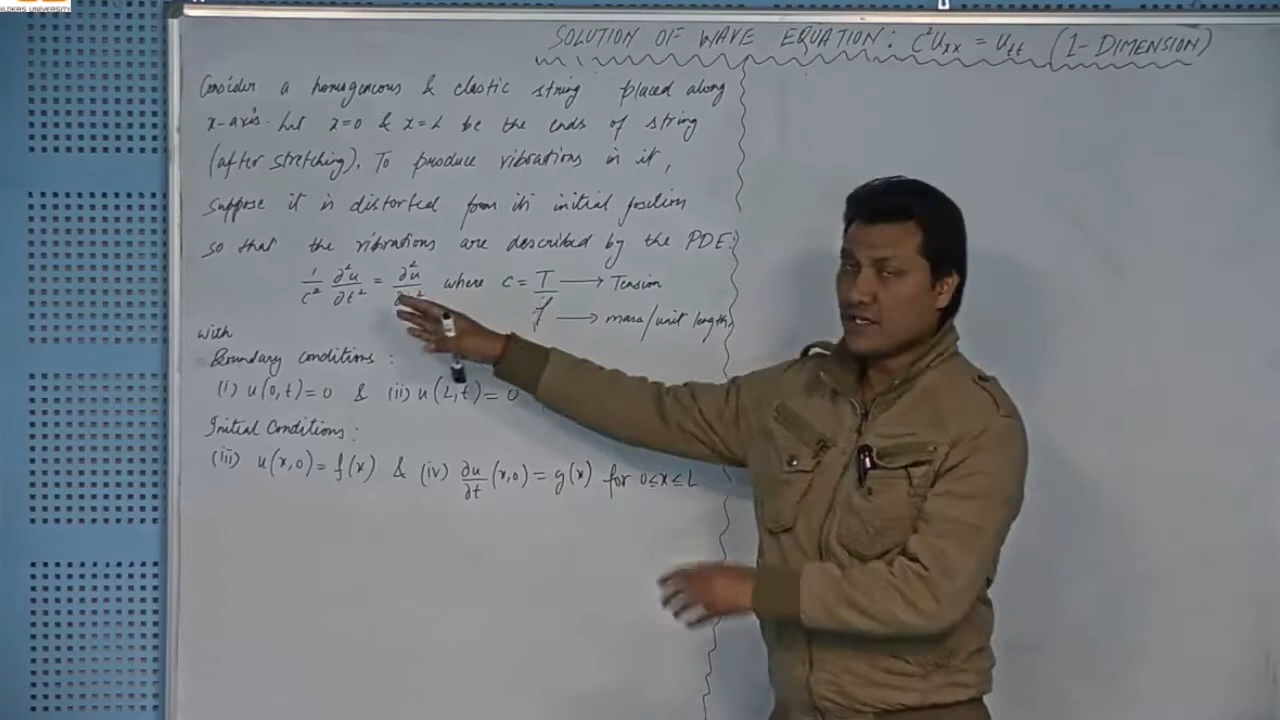 ILDERS UNIVERSITY
SOLUTION OF WAVE EQUATION: C²Uxx = Utt (1-DIMENSION)
Consider a homogeneous & elastic string placed along
x-axis. Let x=0 & x=L be the ends of string
(after stretching). To produce vibrations in it,
suppose it is distorted from its initial position
so that the vibrations are described by the PDE:
1/c² ∂²u/∂t² = ∂²u/∂x² where c = T/ρ
T → Tension
→ mass/unit length
with
Boundary conditions:
(i) u(0,t)=0 & (ii) u(L,t)=0
Initial Conditions:
(iii) u(x,0)=f(x) & (iv) ∂u/∂t (x,0)=g(x) for 0≤x≤L